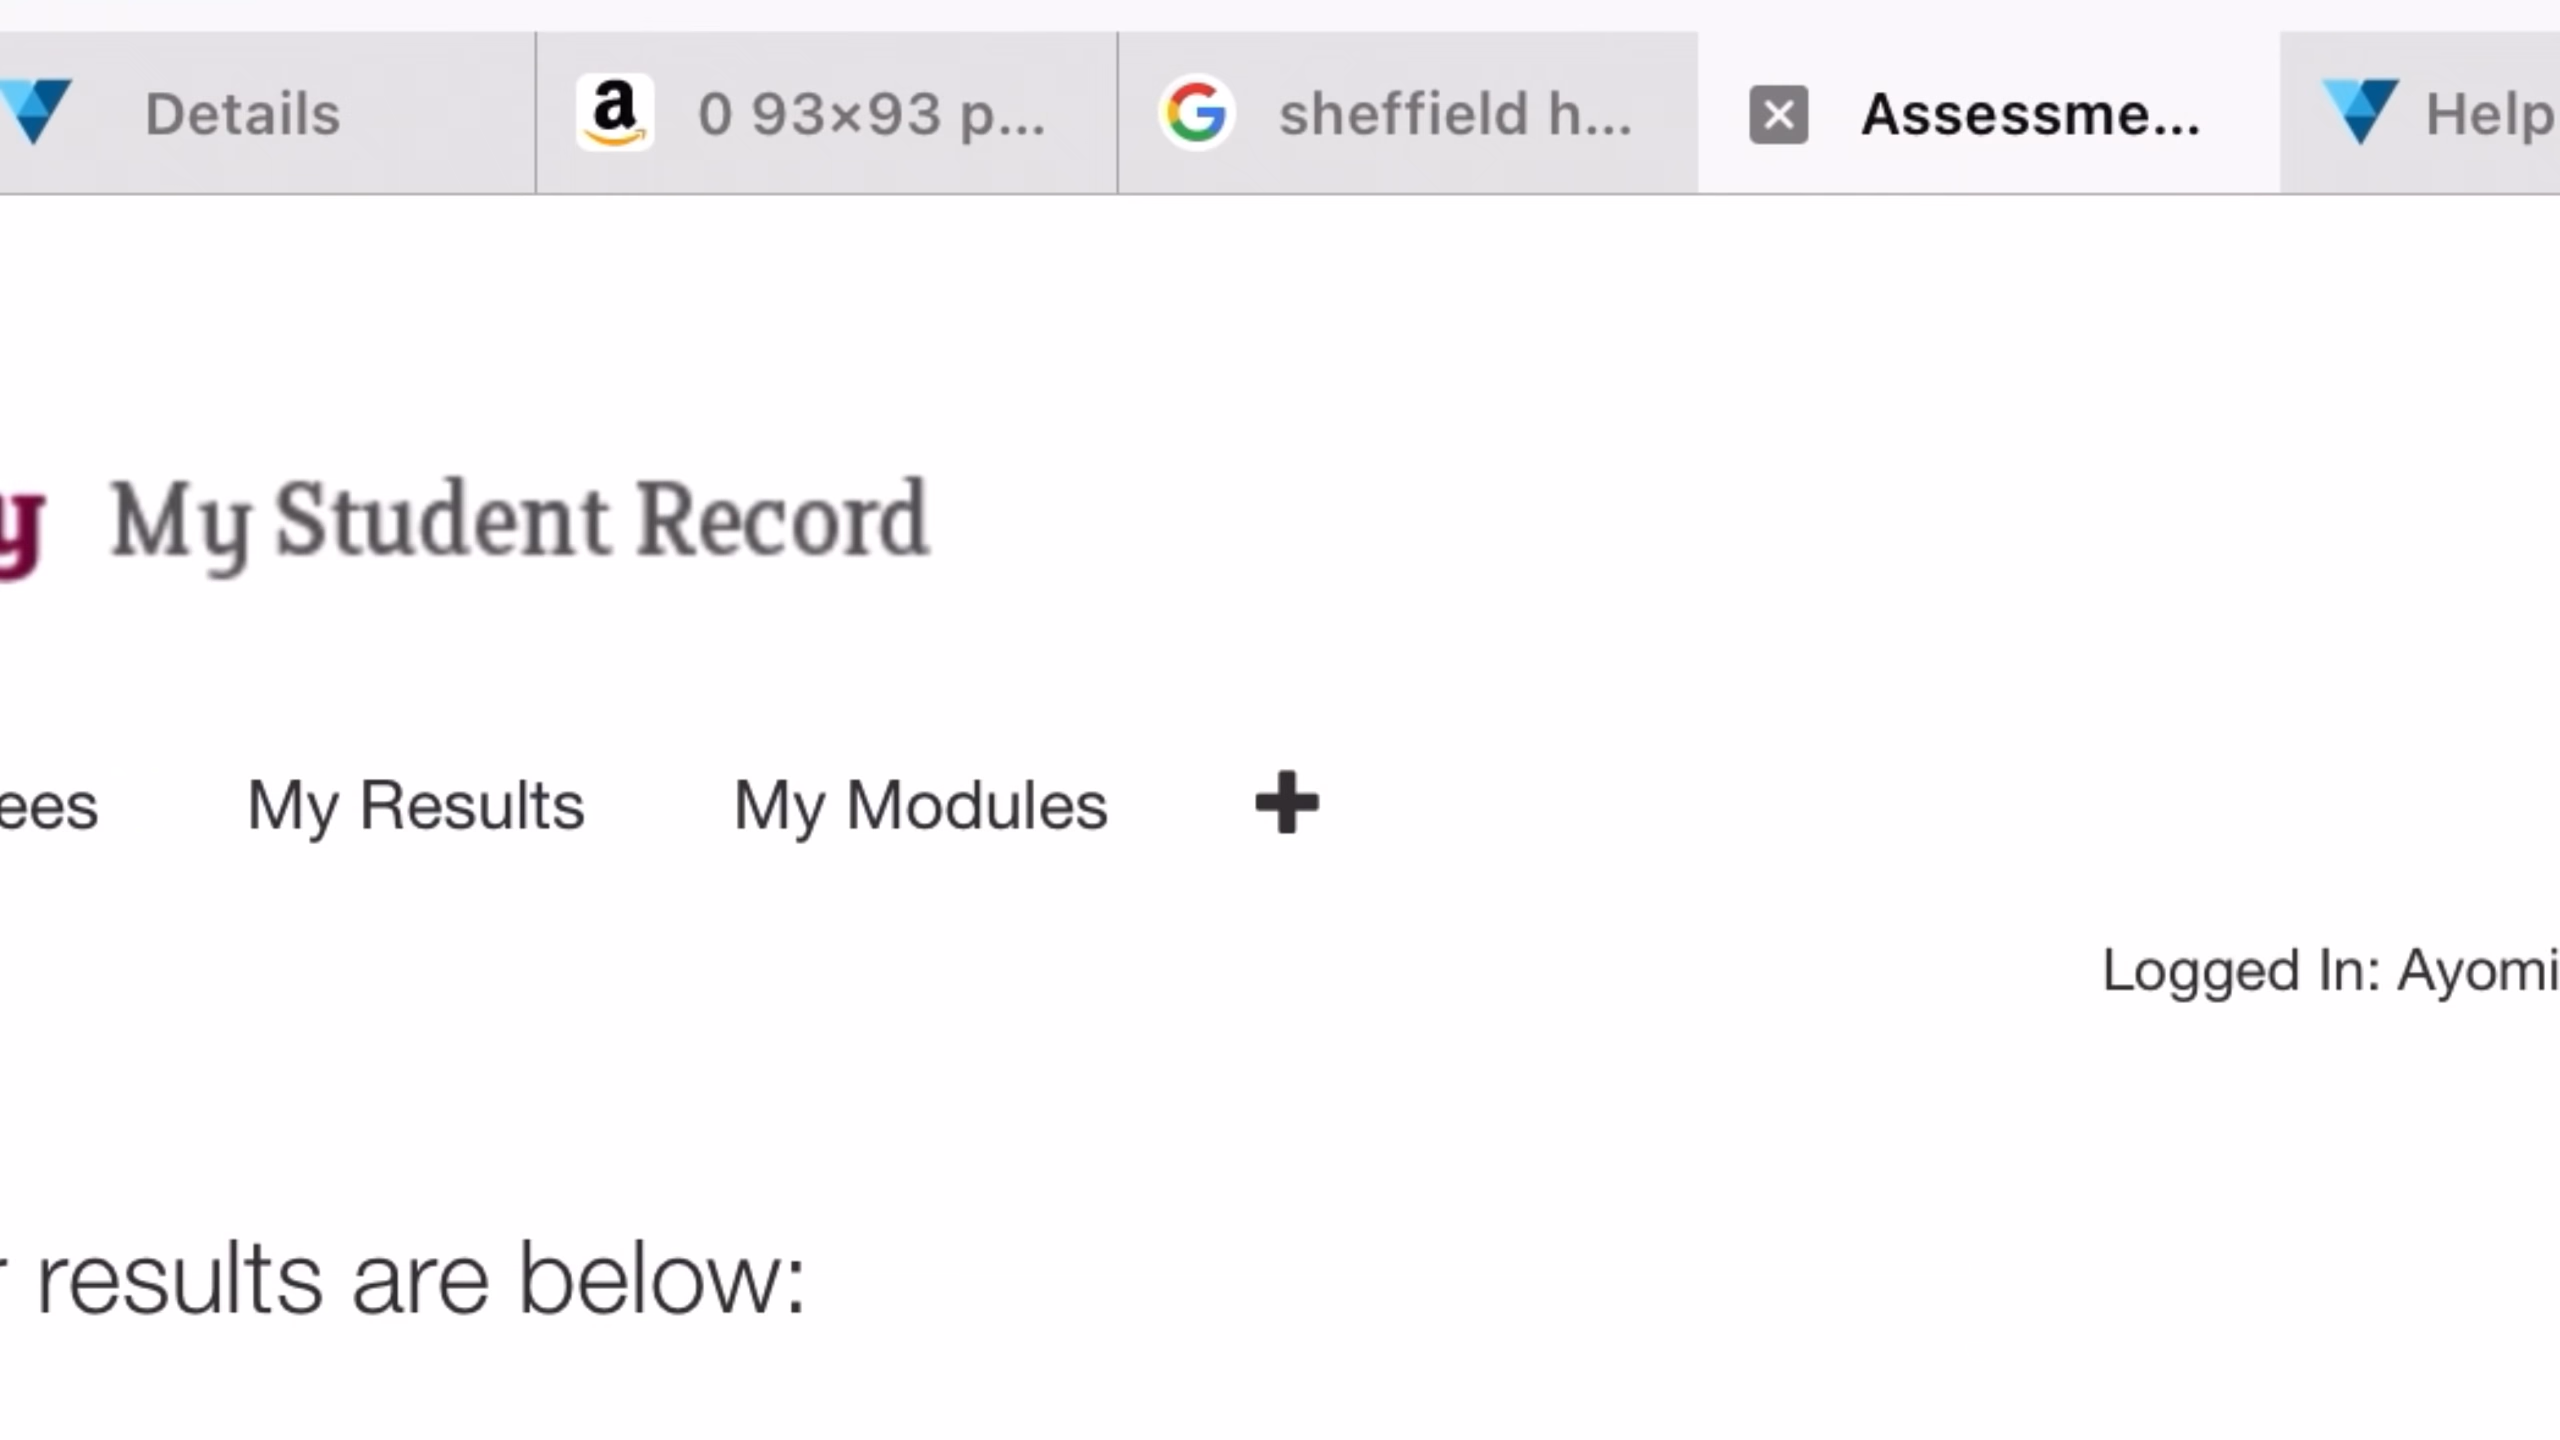 Details
0 93×93 p...
sheffield h...
Assessme...
Help
y My Student Record
ees My Results My Modules
Logged In: Ayomi
r results are below: